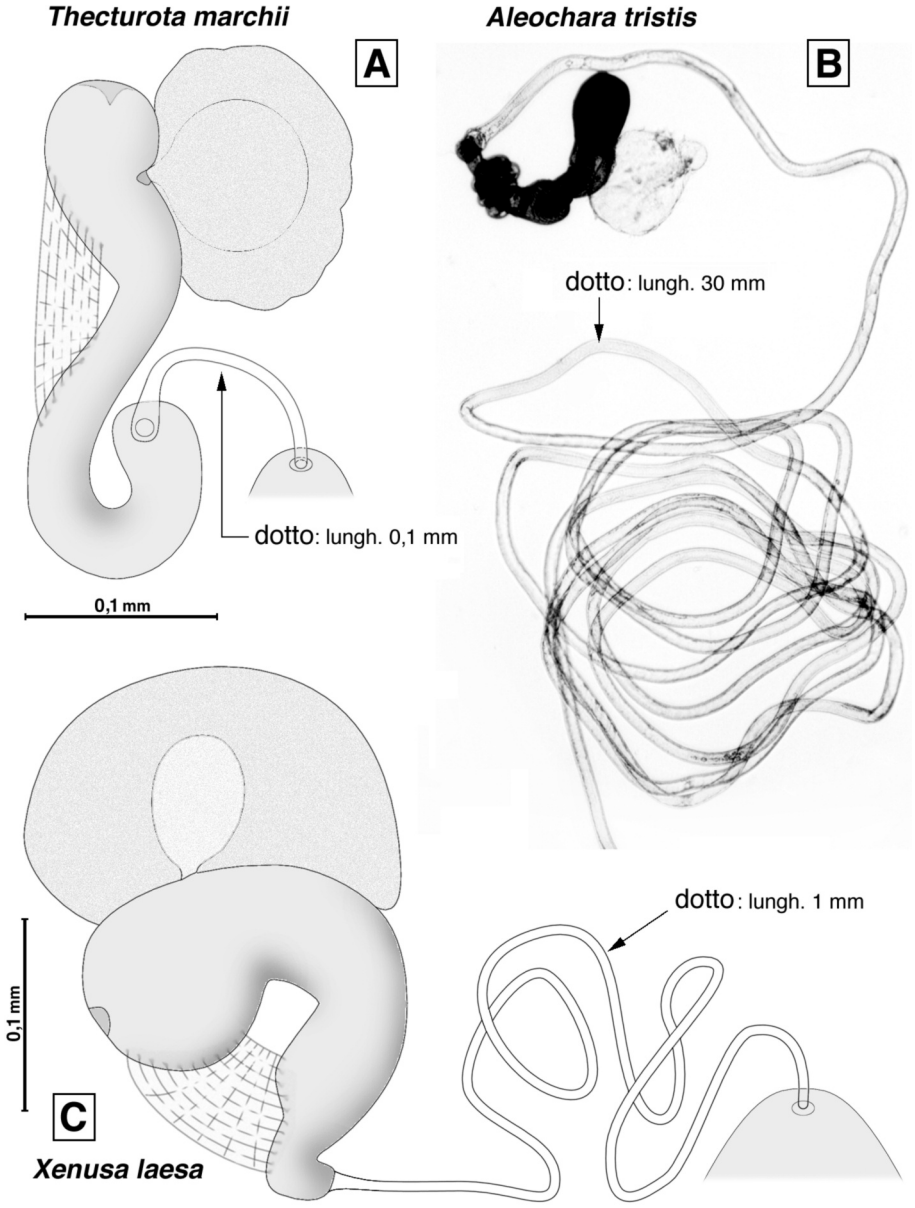 Thecturota marchii
A
Aleochara tristis
B
dotto: lungh. 30 mm
dotto: lungh. 0,1 mm
0,1 mm
dotto: lungh. 1 mm
0,1 mm
C
Xenusa laesa